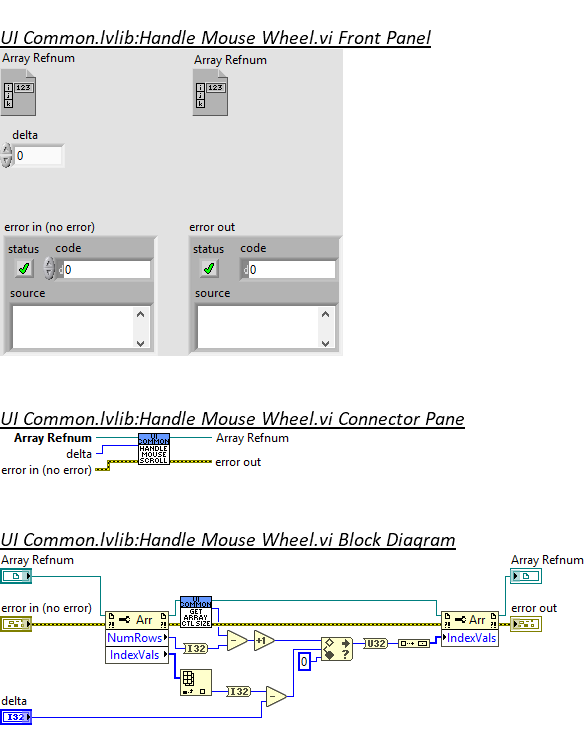 UI Common.lvlib:Handle Mouse Wheel.vi Front Panel
Array Refnum
Array Refnum
i
j
k
123
i
j
k
123
delta
0
error in (no error)
error out
status code
status code
d 0
d 0
source
source
UI Common.lvlib:Handle Mouse Wheel.vi Connector Pane
Array Refnum
delta
error in (no error)
UI
COMMON
HANDLE
MOUSE
SCROLL
Array Refnum
error out
UI Common.lvlib:Handle Mouse Wheel.vi Block Diagram
Array Refnum
Array Refnum
error in (no error)
error out
Arr
NumRows
IndexVals
UI
COMMON
GET
ARRAY
CTL SIZE
I32
+1
0
?
U32
Arr
IndexVals
I32
delta
I32